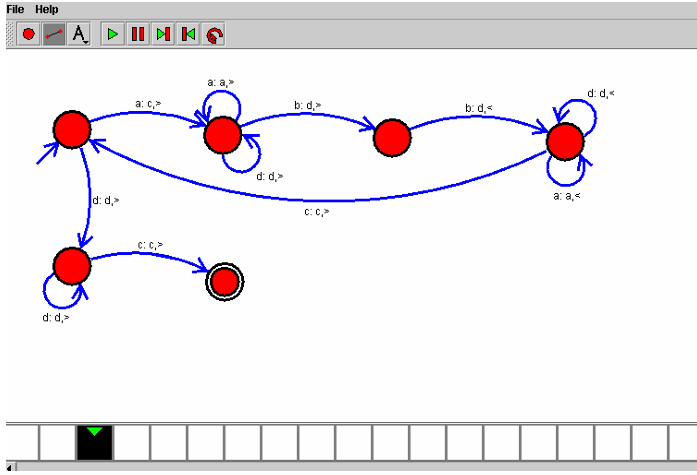 File Help
A
a: a,>
d: d,<
a: c,>
b: d,>
b: d,<
d: d,>
a: a,<
d: d,>
c: c,>
c: c,>
d: d,>